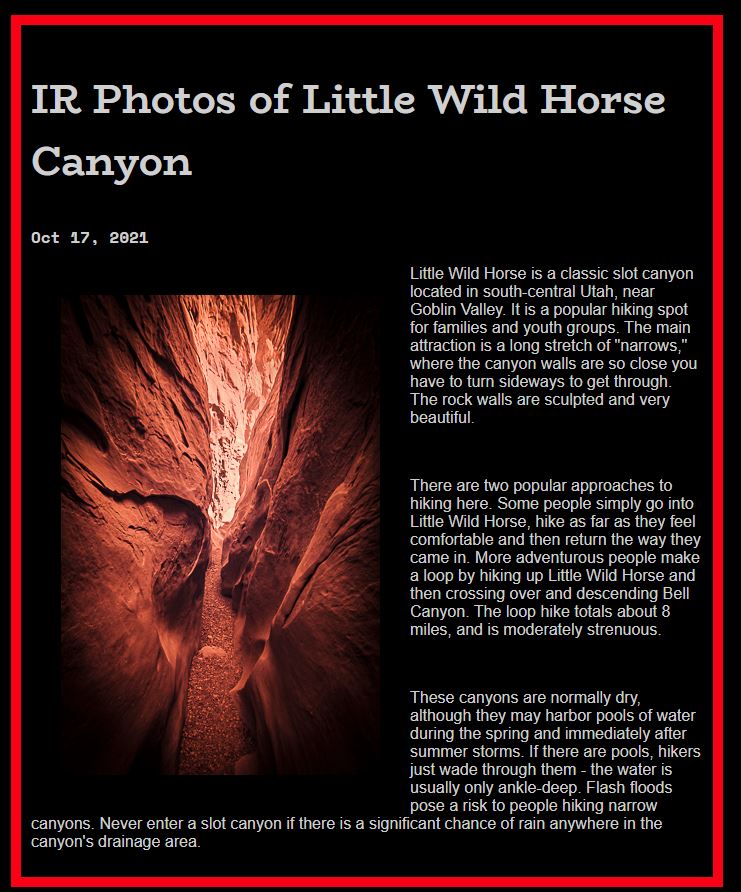 IR Photos of Little Wild Horse
Canyon
Oct 17, 2021
Little Wild Horse is a classic slot canyon
located in south-central Utah, near
Goblin Valley. It is a popular hiking spot
for families and youth groups. The main
attraction is a long stretch of "narrows,"
where the canyon walls are so close you
have to turn sideways to get through.
The rock walls are sculpted and very
beautiful.
There are two popular approaches to
hiking here. Some people simply go into
Little Wild Horse, hike as far as they feel
comfortable and then return the way they
came in. More adventurous people make
a loop by hiking up Little Wild Horse and
then crossing over and descending Bell
Canyon. The loop hike totals about 8
miles, and is moderately strenuous.
These canyons are normally dry,
although they may harbor pools of water
during the spring and immediately after
summer storms. If there are pools, hikers
just wade through them - the water is
usually only ankle-deep. Flash floods
pose a risk to people hiking narrow
canyons. Never enter a slot canyon if there is a significant chance of rain anywhere in the
canyon's drainage area.